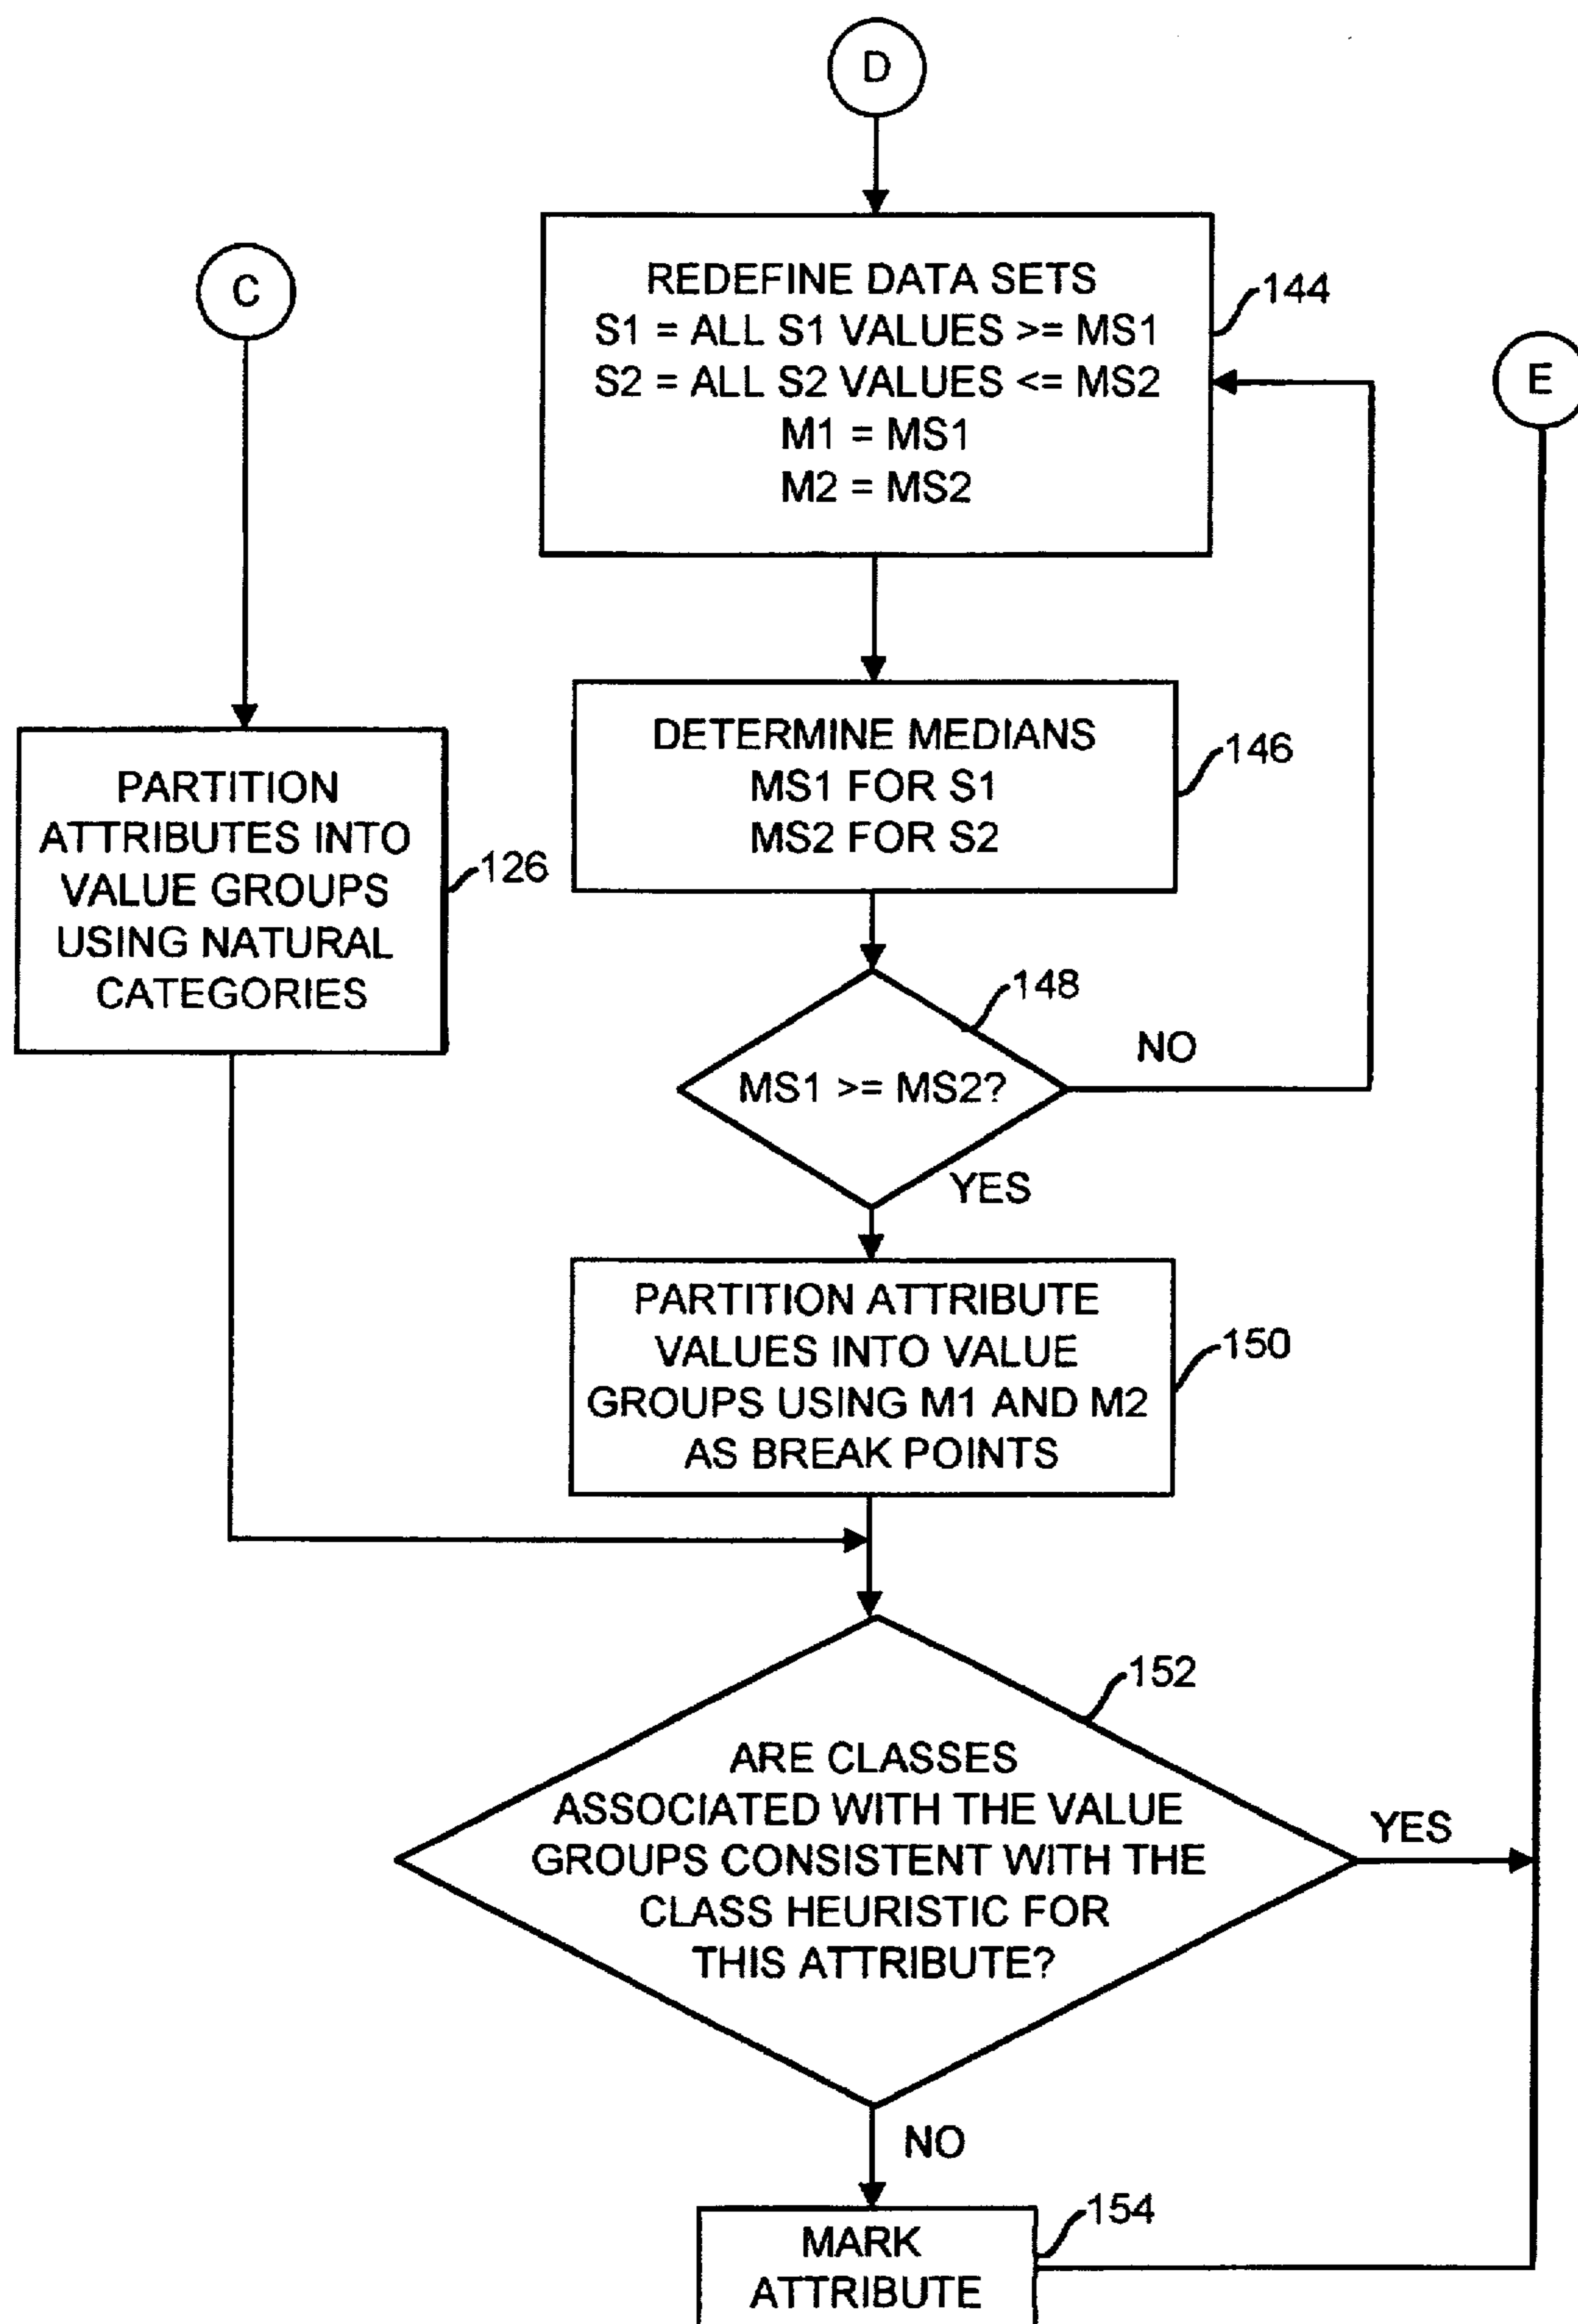 D
C
REDEFINE DATA SETS
S1 = ALL S1 VALUES >= MS1
S2 = ALL S2 VALUES <= MS2
M1 = MS1
M2 = MS2
144
E
DETERMINE MEDIANS
MS1 FOR S1
MS2 FOR S2
146
PARTITION
ATTRIBUTES INTO
VALUE GROUPS
USING NATURAL
CATEGORIES
126
148
MS1 >= MS2?
NO
YES
PARTITION ATTRIBUTE
VALUES INTO VALUE
GROUPS USING M1 AND M2
AS BREAK POINTS
150
152
ARE CLASSES
ASSOCIATED WITH THE VALUE
GROUPS CONSISTENT WITH THE
CLASS HEURISTIC FOR
THIS ATTRIBUTE?
YES
NO
MARK
ATTRIBUTE
154